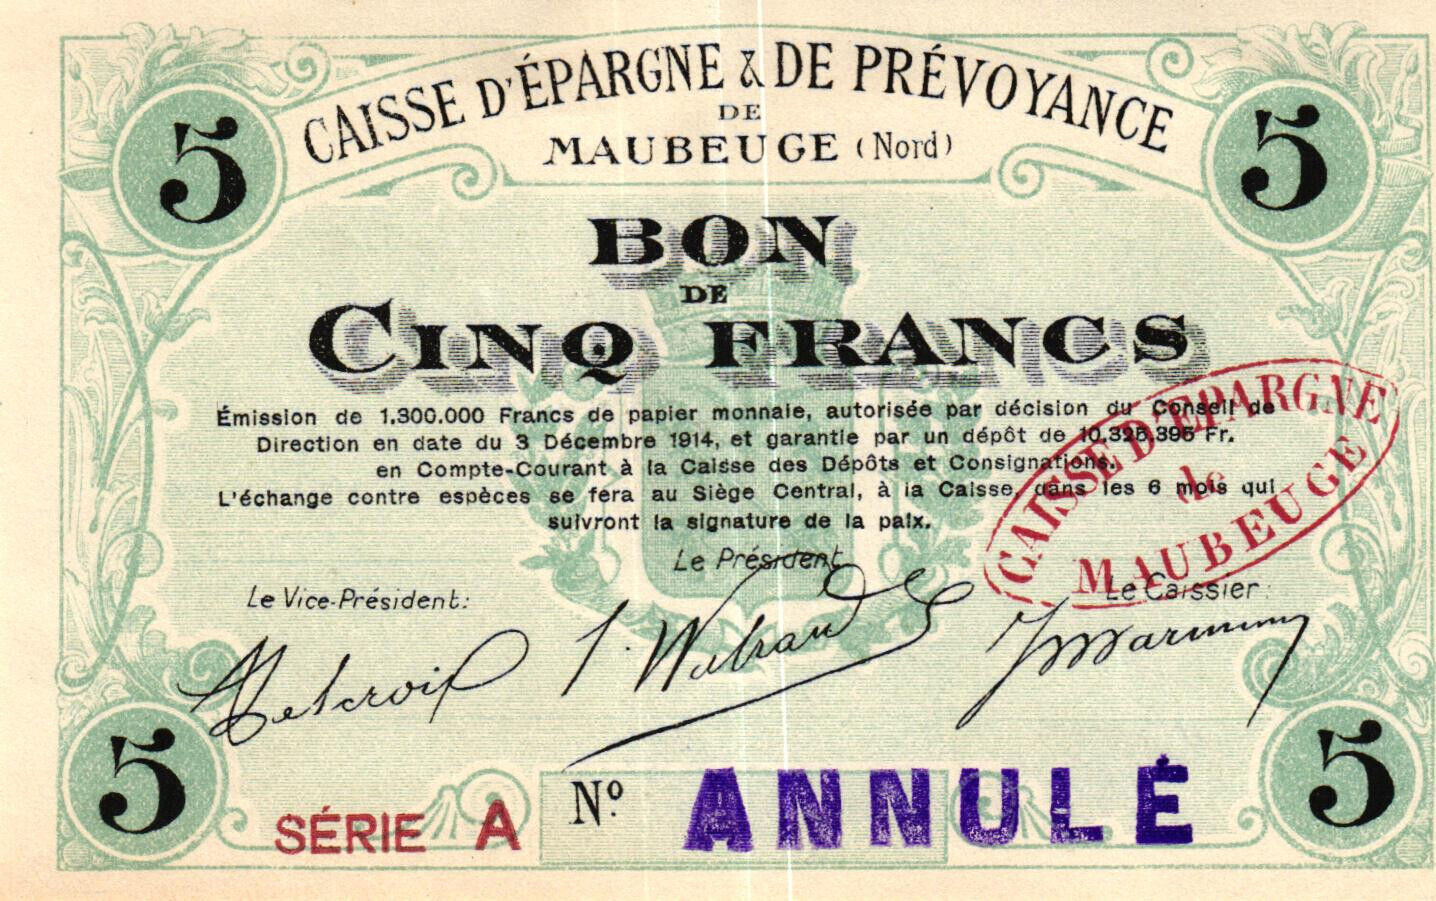 5
5
CAISSE D'ÉPARGNE & DE PRÉVOYANCE
DE
MAUBEUGE (Nord)
BON
DE
CINQ FRANCS
Émission de 1.300.000 Francs de papier monnaie, autorisée par décision du Conseil de
Direction en date du 3 Décembre 1914, et garantie par un dépôt de 10.325.395 Fr.
en Compte-Courant à la Caisse des Dépôts et Consignations.
L'échange contre espèces se fera au Siège Central, à la Caisse, dans les 6 mois qui
suivront la signature de la paix.
CAISSE D'EPARGNE
de
MAUBEUGE
Le Président
Le Vice-Président:
Le Caissier:
5
SÉRIE A
Nº
ANNULÉ
5